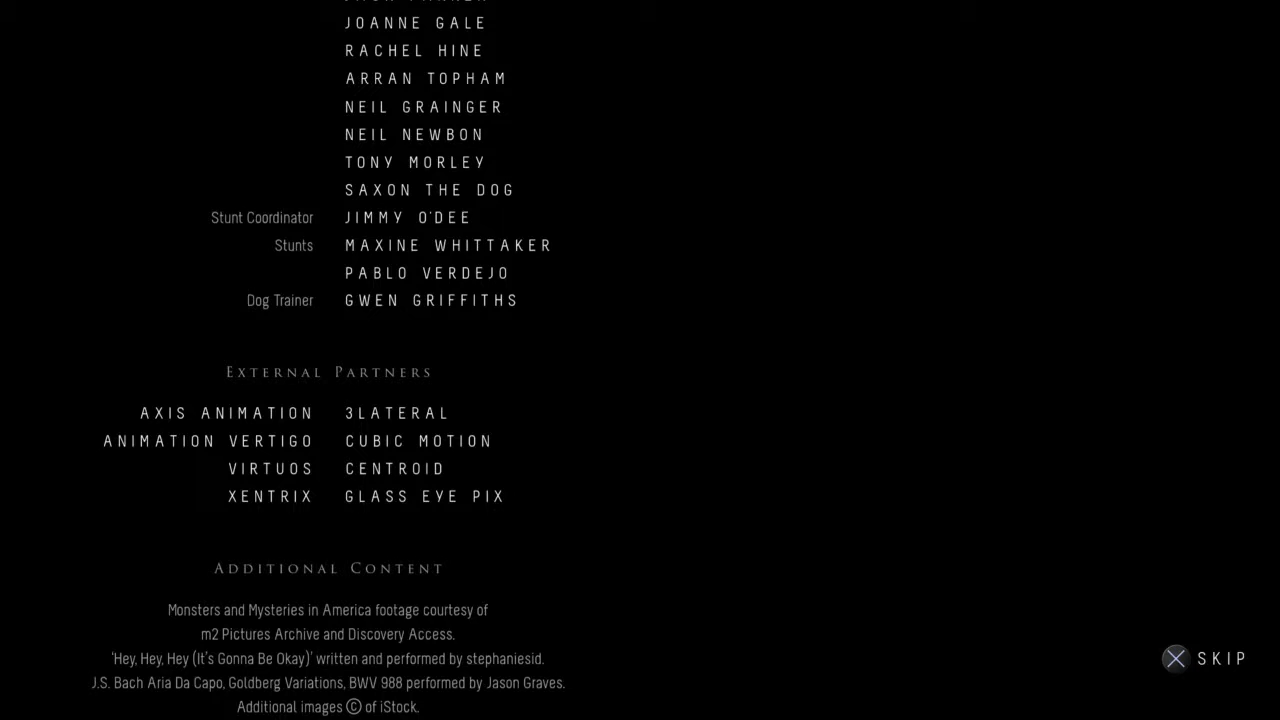 JOANNE GALE
RACHEL HINE
ARRAN TOPHAM
NEIL GRAINGER
NEIL NEWBON
TONY MORLEY
SAXON THE DOG
Stunt Coordinator JIMMY O'DEE
Stunts MAXINE WHITTAKER
PABLO VERDEJO
Dog Trainer GWEN GRIFFITHS
EXTERNAL PARTNERS
AXIS ANIMATION 3LATERAL
ANIMATION VERTIGO CUBIC MOTION
VIRTUOS CENTROID
XENTRIX GLASS EYE PIX
ADDITIONAL CONTENT
Monsters and Mysteries in America footage courtesy of
m2 Pictures Archive and Discovery Access.
'Hey, Hey, Hey (It's Gonna Be Okay)' written and performed by stephaniesid.
SKIP
J.S. Bach Aria Da Capo, Goldberg Variations, BWV 988 performed by Jason Graves.
Additional images © of iStock.